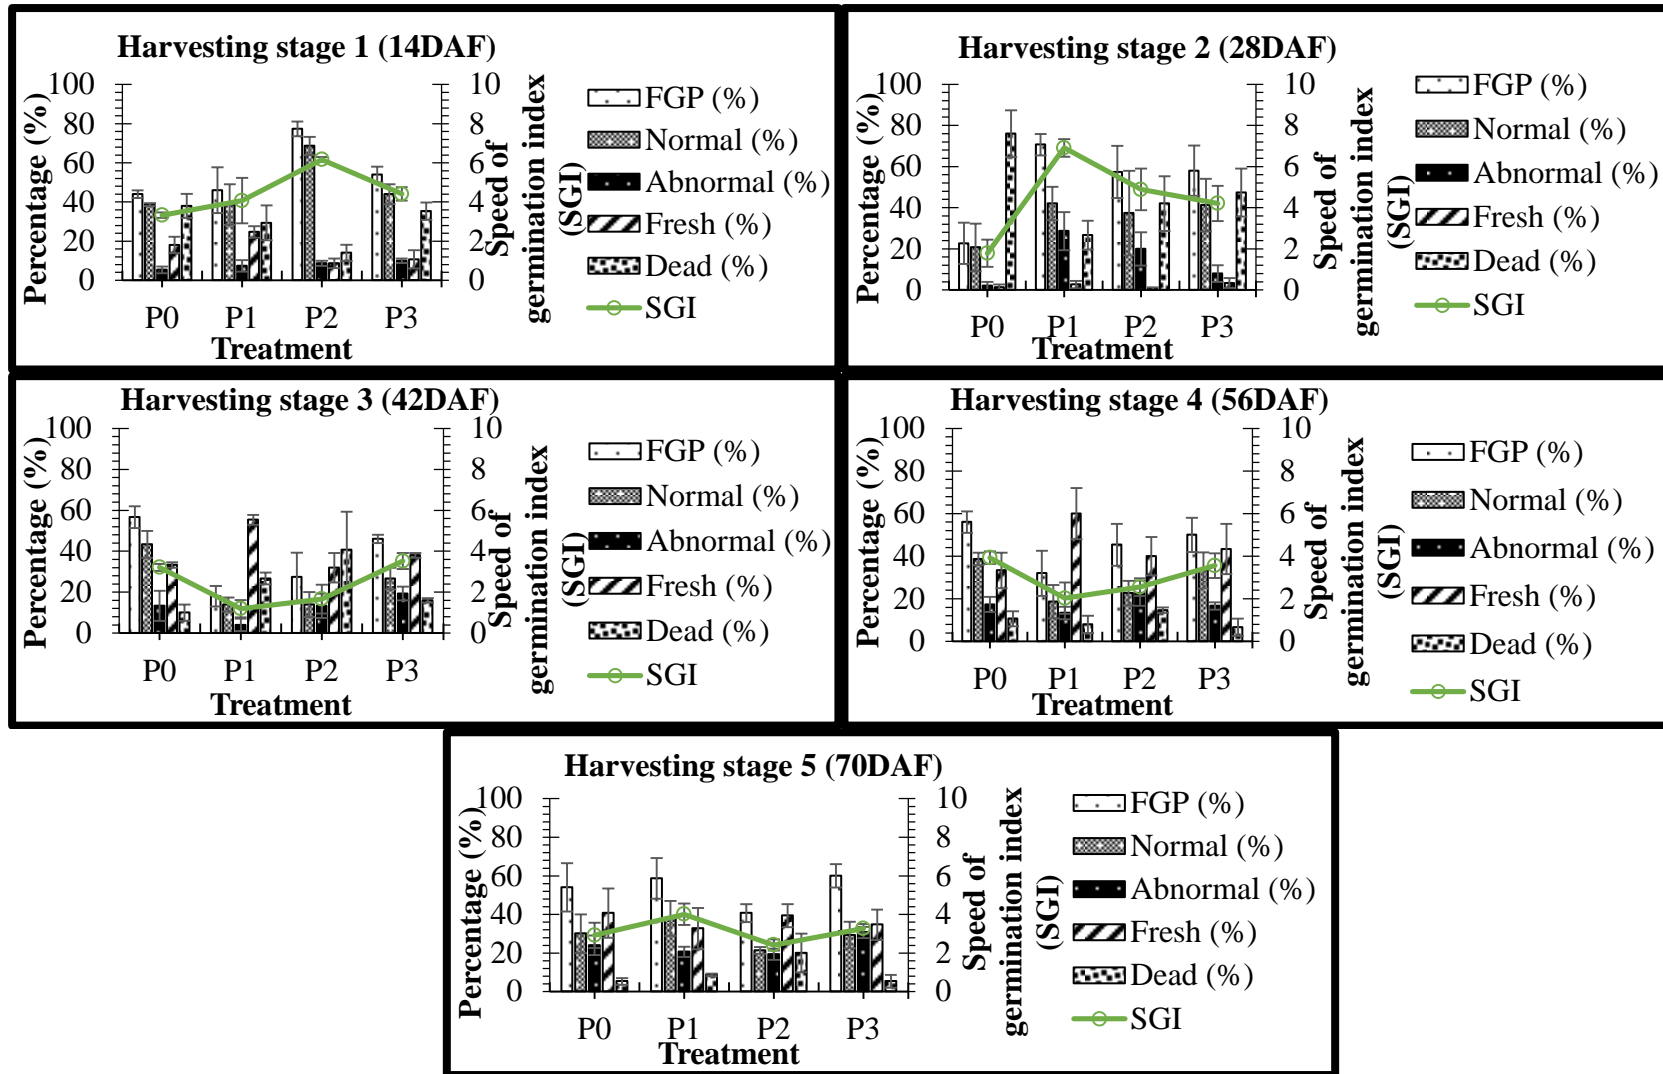 Harvesting stage 1 (14DAF)
Percentage (%)
100
80
60
40
20
0
10
8
6
4
2
0
Speed of
germination index
(SGI)
P0 P1 P2 P3
Treatment
FGP (%)
Normal (%)
Abnormal (%)
Fresh (%)
Dead (%)
SGI
Harvesting stage 2 (28DAF)
Percentage (%)
100
80
60
40
20
0
10
8
6
4
2
0
Speed of
germination index
(SGI)
P0 P1 P2 P3
Treatment
FGP (%)
Normal (%)
Abnormal (%)
Fresh (%)
Dead (%)
SGI
Harvesting stage 3 (42DAF)
Percentage (%)
100
80
60
40
20
0
10
8
6
4
2
0
Speed of
germination index
(SGI)
P0 P1 P2 P3
Treatment
FGP (%)
Normal (%)
Abnormal (%)
Fresh (%)
Dead (%)
SGI
Harvesting stage 4 (56DAF)
Percentage (%)
100
80
60
40
20
0
10
8
6
4
2
0
Speed of
germination index
(SGI)
P0 P1 P2 P3
Treatment
FGP (%)
Normal (%)
Abnormal (%)
Fresh (%)
Dead (%)
SGI
Harvesting stage 5 (70DAF)
Percentage (%)
100
80
60
40
20
0
10
8
6
4
2
0
Speed of
germination index
(SGI)
P0 P1 P2 P3
Treatment
FGP (%)
Normal (%)
Abnormal (%)
Fresh (%)
Dead (%)
SGI